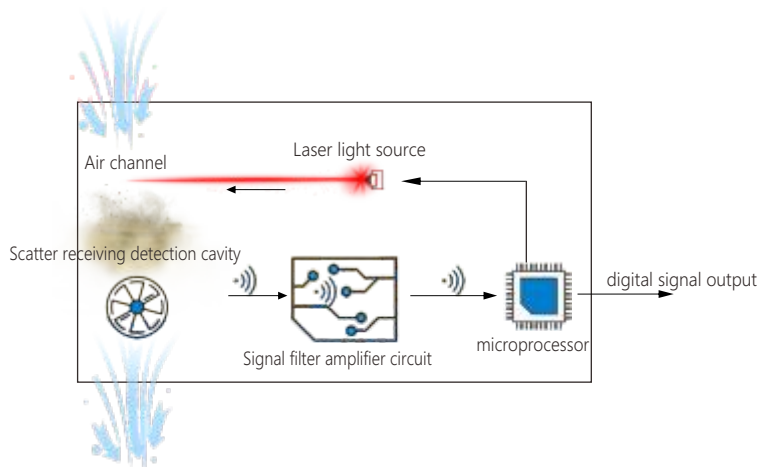 Laser light source
Air channel
Scatter receiving detection cavity
digital signal output
microprocessor
Signal filter amplifier circuit